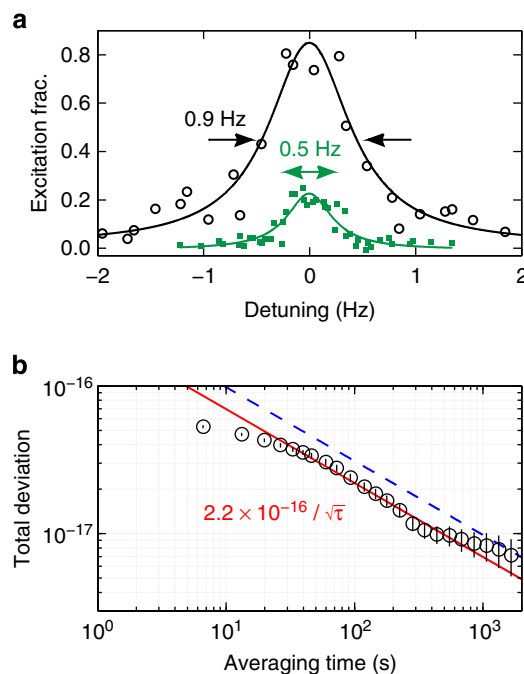 a
0.8
0.6
0.4
0.2
0.0
Excitation frac.
0.9 Hz
0.5 Hz
−2 −1 0 1 2
Detuning (Hz)
b
10⁻¹⁶
10⁻¹⁷
Total deviation
2.2 × 10⁻¹⁶ / √τ
10⁰ 10¹ 10² 10³
Averaging time (s)